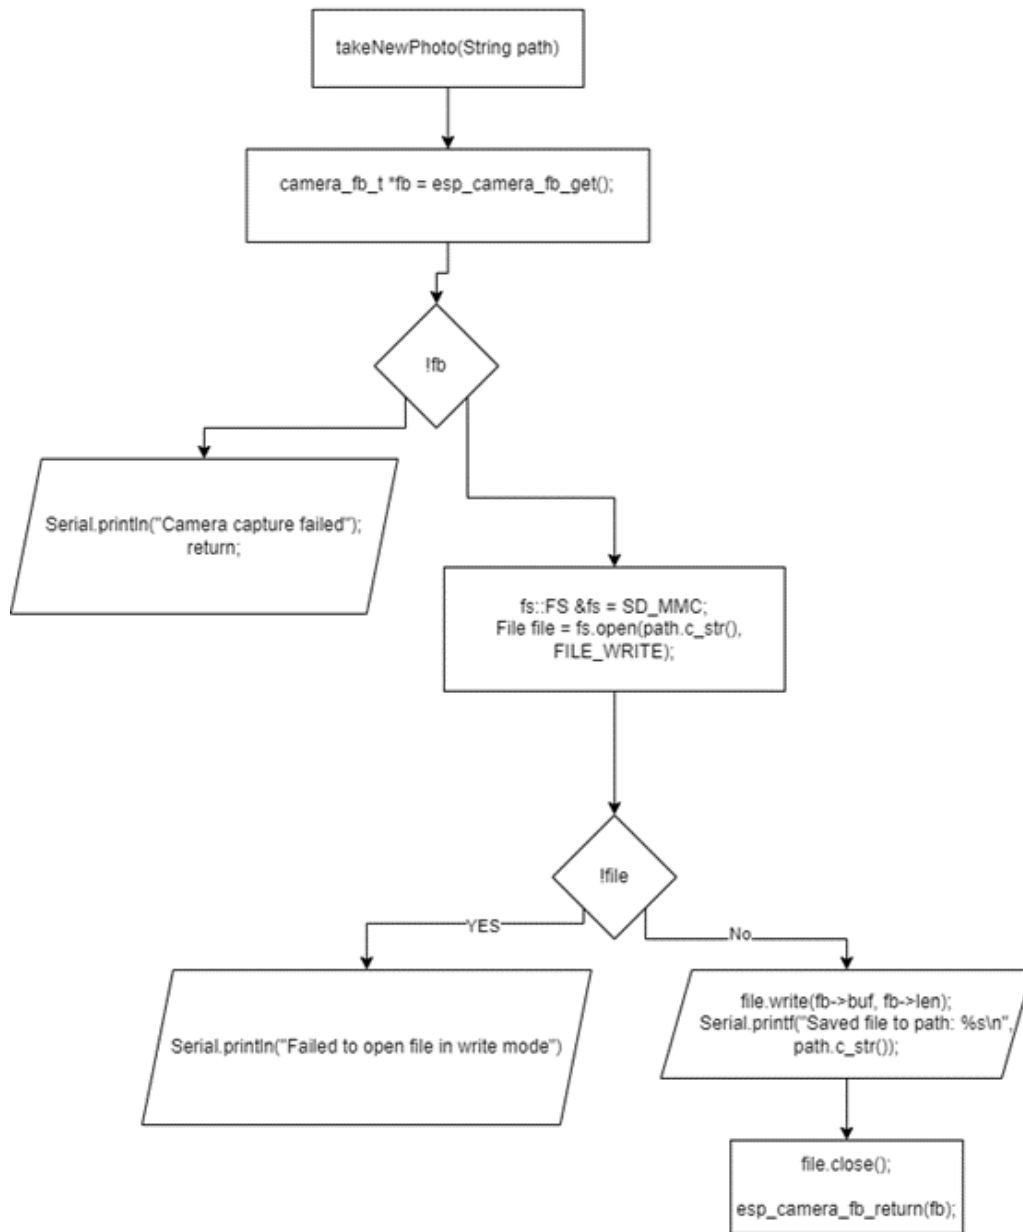 takeNewPhoto(String path)
camera_fb_t *fb = esp_camera_fb_get();
!fb
Serial.println("Camera capture failed");
return;
fs::FS &fs = SD_MMC;
File file = fs.open(path.c_str(),
FILE_WRITE);
!file
YES
No
Serial.println("Failed to open file in write mode")
file.write(fb->buf, fb->len);
Serial.printf("Saved file to path: %s\n",
path.c_str());
file.close();
esp_camera_fb_return(fb);